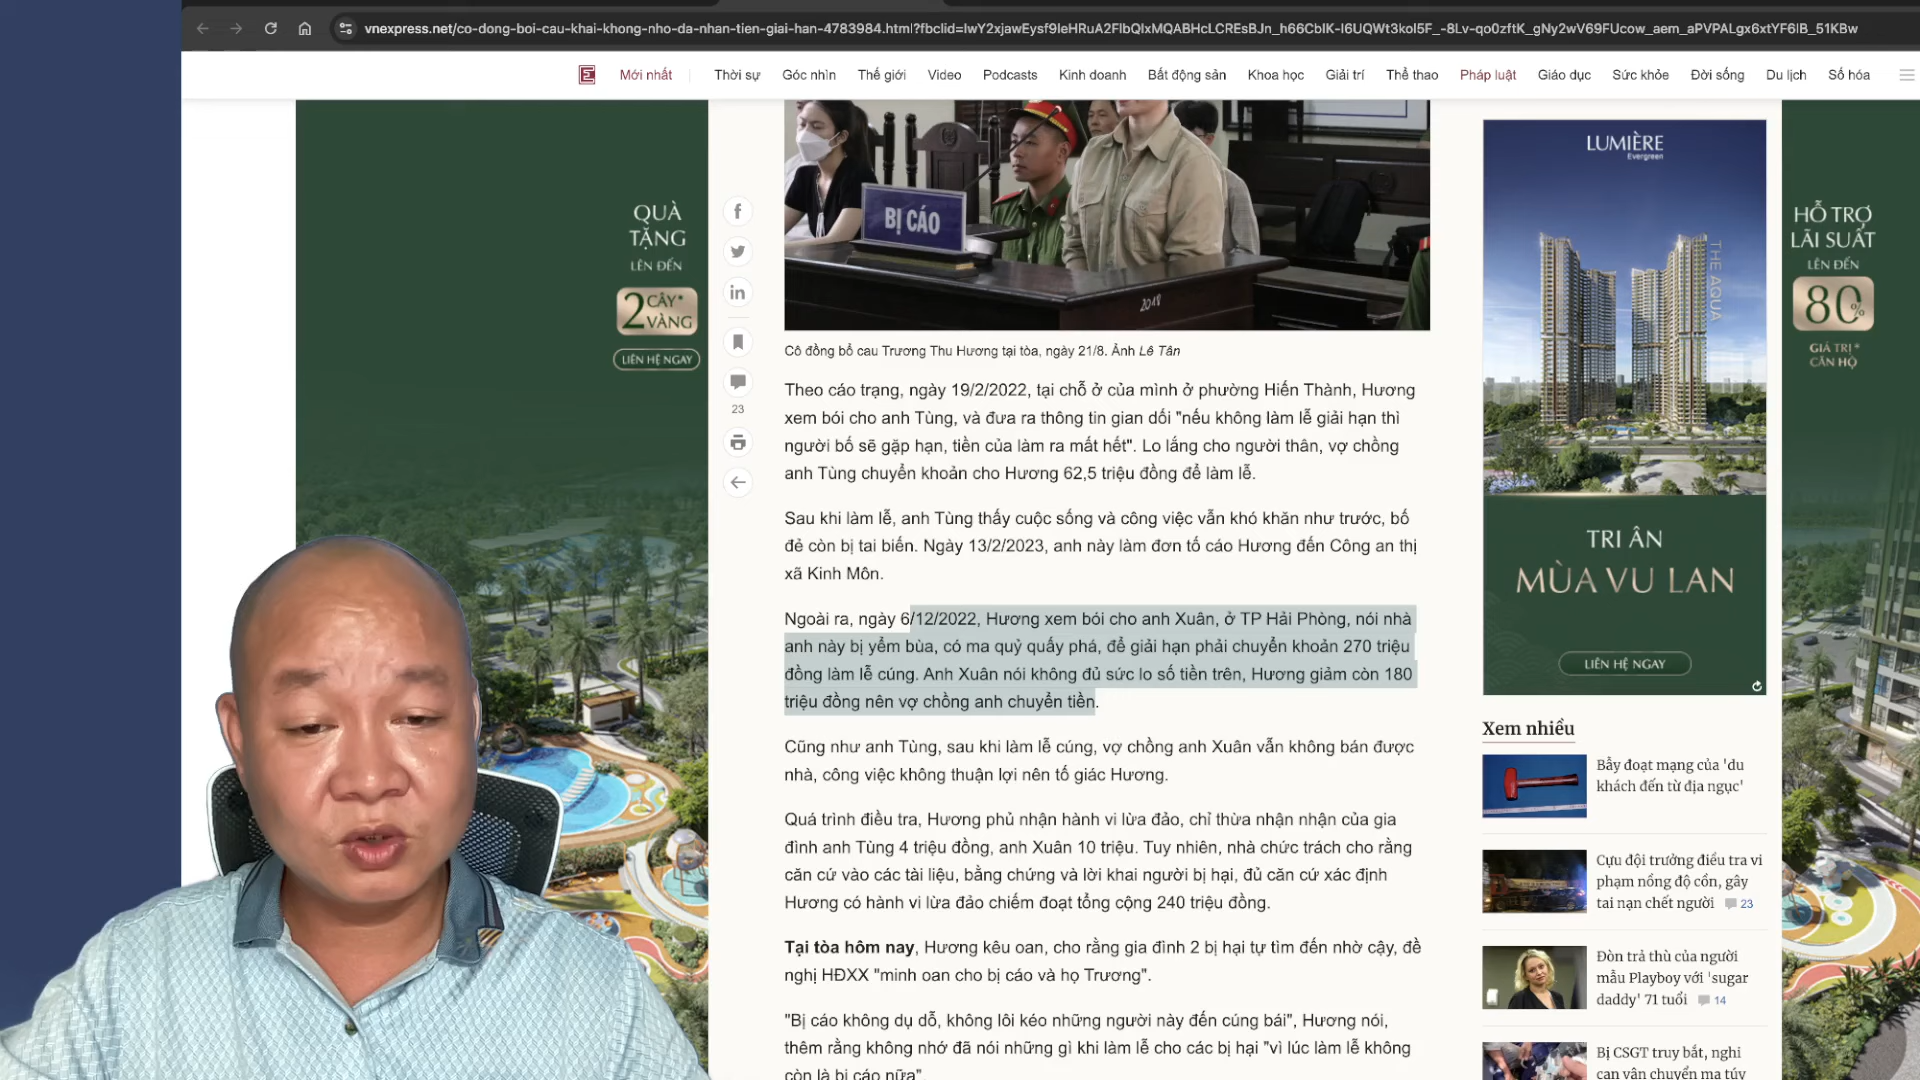 vnexpress.net/co-dong-boi-cau-khai-khong-nho-da-nhan-tien-giai-han-4783984.html?fbclid=IwY2xjawEysf9leHRuA2FlbQIxMQABHcLCREsBJn_h66CbIK-I6UQWt3kol5F_-8Lv-qo0zftK_gNy2wV69FUcow_aem_aPVPALgx6xtYF6IB_51KBw
Mới nhất Thời sự Góc nhìn Thế giới Video Podcasts Kinh doanh Bất động sản Khoa học Giải trí Thể thao Pháp luật Giáo dục Sức khỏe Đời sống Du lịch Số hóa
QUÀ
TẶNG
LÊN ĐẾN
2 CÂY*
VÀNG
LIÊN HỆ NGAY
23
BỊ CÁO
2018
Cô đồng bổ cau Trương Thu Hương tại tòa, ngày 21/8. Ảnh Lê Tân
Theo cáo trạng, ngày 19/2/2022, tại chỗ ở của mình ở phường Hiến Thành, Hương
xem bói cho anh Tùng, và đưa ra thông tin gian dối "nếu không làm lễ giải hạn thì
người bố sẽ gặp hạn, tiền của làm ra mất hết". Lo lắng cho người thân, vợ chồng
anh Tùng chuyển khoản cho Hương 62,5 triệu đồng để làm lễ.
Sau khi làm lễ, anh Tùng thấy cuộc sống và công việc vẫn khó khăn như trước, bố
đẻ còn bị tai biến. Ngày 13/2/2023, anh này làm đơn tố cáo Hương đến Công an thị
xã Kinh Môn.
Ngoài ra, ngày 6/12/2022, Hương xem bói cho anh Xuân, ở TP Hải Phòng, nói nhà
anh này bị yểm bùa, có ma quỷ quấy phá, để giải hạn phải chuyển khoản 270 triệu
đồng làm lễ cúng. Anh Xuân nói không đủ sức lo số tiền trên, Hương giảm còn 180
triệu đồng nên vợ chồng anh chuyển tiền.
Cũng như anh Tùng, sau khi làm lễ cúng, vợ chồng anh Xuân vẫn không bán được
nhà, công việc không thuận lợi nên tố giác Hương.
Quá trình điều tra, Hương phủ nhận hành vi lừa đảo, chỉ thừa nhận nhận của gia
đình anh Tùng 4 triệu đồng, anh Xuân 10 triệu. Tuy nhiên, nhà chức trách cho rằng
căn cứ vào các tài liệu, bằng chứng và lời khai người bị hại, đủ căn cứ xác định
Hương có hành vi lừa đảo chiếm đoạt tổng cộng 240 triệu đồng.
Tại tòa hôm nay, Hương kêu oan, cho rằng gia đình 2 bị hại tự tìm đến nhờ cậy, đề
nghị HĐXX "minh oan cho bị cáo và họ Trương".
"Bị cáo không dụ dỗ, không lôi kéo những người này đến cúng bái", Hương nói,
thêm rằng không nhớ đã nói những gì khi làm lễ cho các bị hại "vì lúc làm lễ không
còn là bị cáo nữa".
LUMIÈRE
Evergreen
THE AQUA
TRI ÂN
MÙA VU LAN
LIÊN HỆ NGAY
HỖ TRỢ
LÃI SUẤT
LÊN ĐẾN
80%
GIÁ TRỊ*
CĂN HỘ
Xem nhiều
Bẫy đoạt mạng của 'du
khách đến từ địa ngục'
Cựu đội trưởng điều tra vi
phạm nồng độ cồn, gây
tai nạn chết người 23
Đòn trả thù của người
mẫu Playboy với 'sugar
daddy' 71 tuổi 14
Bị CSGT truy bắt, nghi
can vận chuyển ma túy